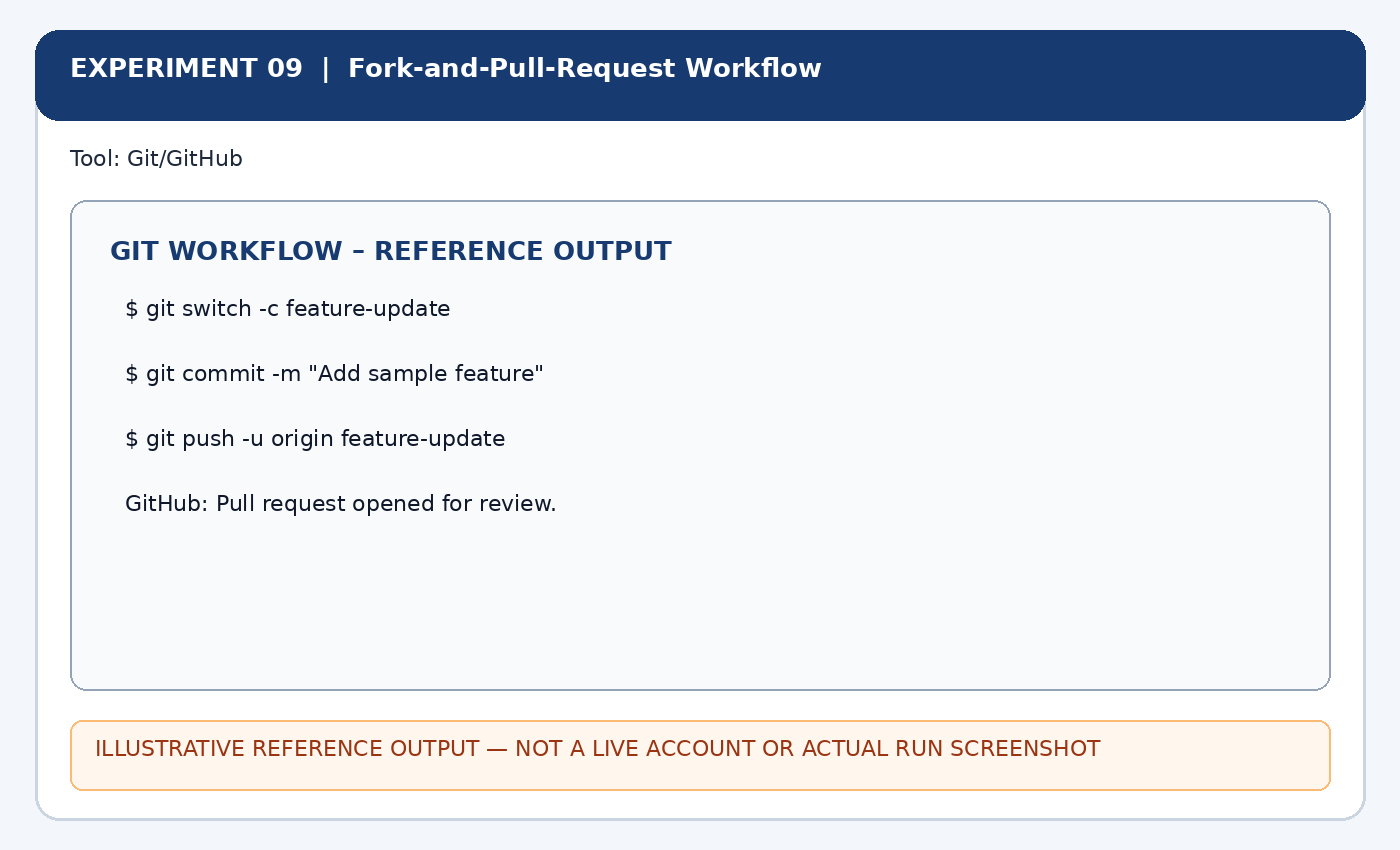 EXPERIMENT 09 | Fork-and-Pull-Request Workflow
Tool: Git/GitHub
GIT WORKFLOW – REFERENCE OUTPUT
$ git switch -c feature-update
$ git commit -m "Add sample feature"
$ git push -u origin feature-update
GitHub: Pull request opened for review.
ILLUSTRATIVE REFERENCE OUTPUT — NOT A LIVE ACCOUNT OR ACTUAL RUN SCREENSHOT